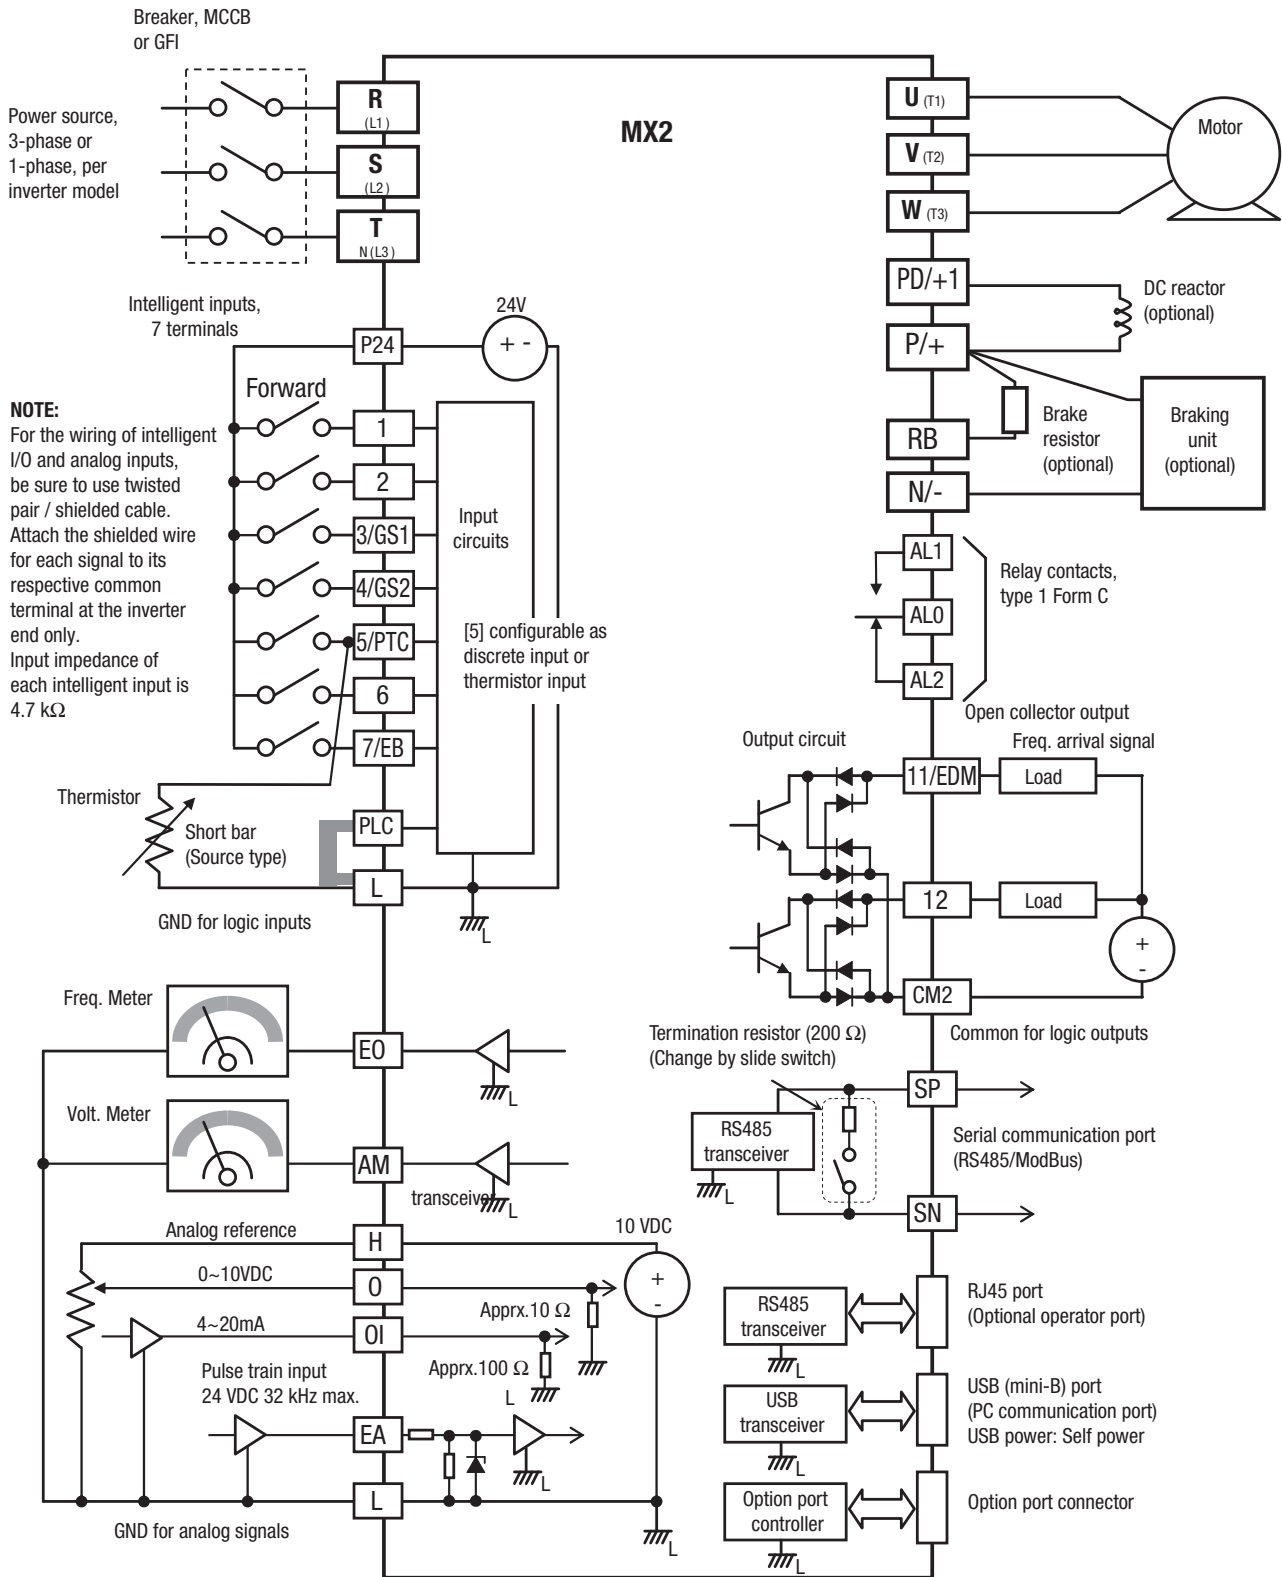 Breaker, MCCB
or GFI
Power source,
3-phase or
1-phase, per
inverter model
R
(L1)
S
(L2)
T
N (L3)
MX2
U (T1)
V (T2)
W (T3)
Motor
PD/+1
P/+
RB
N/-
DC reactor
(optional)
Brake
resistor
(optional)
Braking
unit
(optional)
Intelligent inputs,
7 terminals
24V
+ -
P24
Forward
1
2
3/GS1
4/GS2
5/PTC
6
7/EB
PLC
L
Input
circuits
[5] configurable as
discrete input or
thermistor input
NOTE:
For the wiring of intelligent
I/O and analog inputs,
be sure to use twisted
pair / shielded cable.
Attach the shielded wire
for each signal to its
respective common
terminal at the inverter
end only.
Input impedance of
each intelligent input is
4.7 kΩ
Thermistor
Short bar
(Source type)
GND for logic inputs
L
AL1
AL0
AL2
Relay contacts,
type 1 Form C
Open collector output
Output circuit
Freq. arrival signal
11/EDM
Load
12
Load
+
-
CM2
Common for logic outputs
Freq. Meter
EO
L
Volt. Meter
AM
transceiver
L
Termination resistor (200 Ω)
(Change by slide switch)
SP
RS485
transceiver
L
SN
Serial communication port
(RS485/ModBus)
Analog reference
H
10 VDC
+
-
0~10VDC
O
Apprx.10 Ω
4~20mA
OI
Apprx.100 Ω
L
Pulse train input
24 VDC 32 kHz max.
EA
L
L
GND for analog signals
L
RS485
transceiver
L
RJ45 port
(Optional operator port)
USB
transceiver
L
USB (mini-B) port
(PC communication port)
USB power: Self power
Option port
controller
L
Option port connector